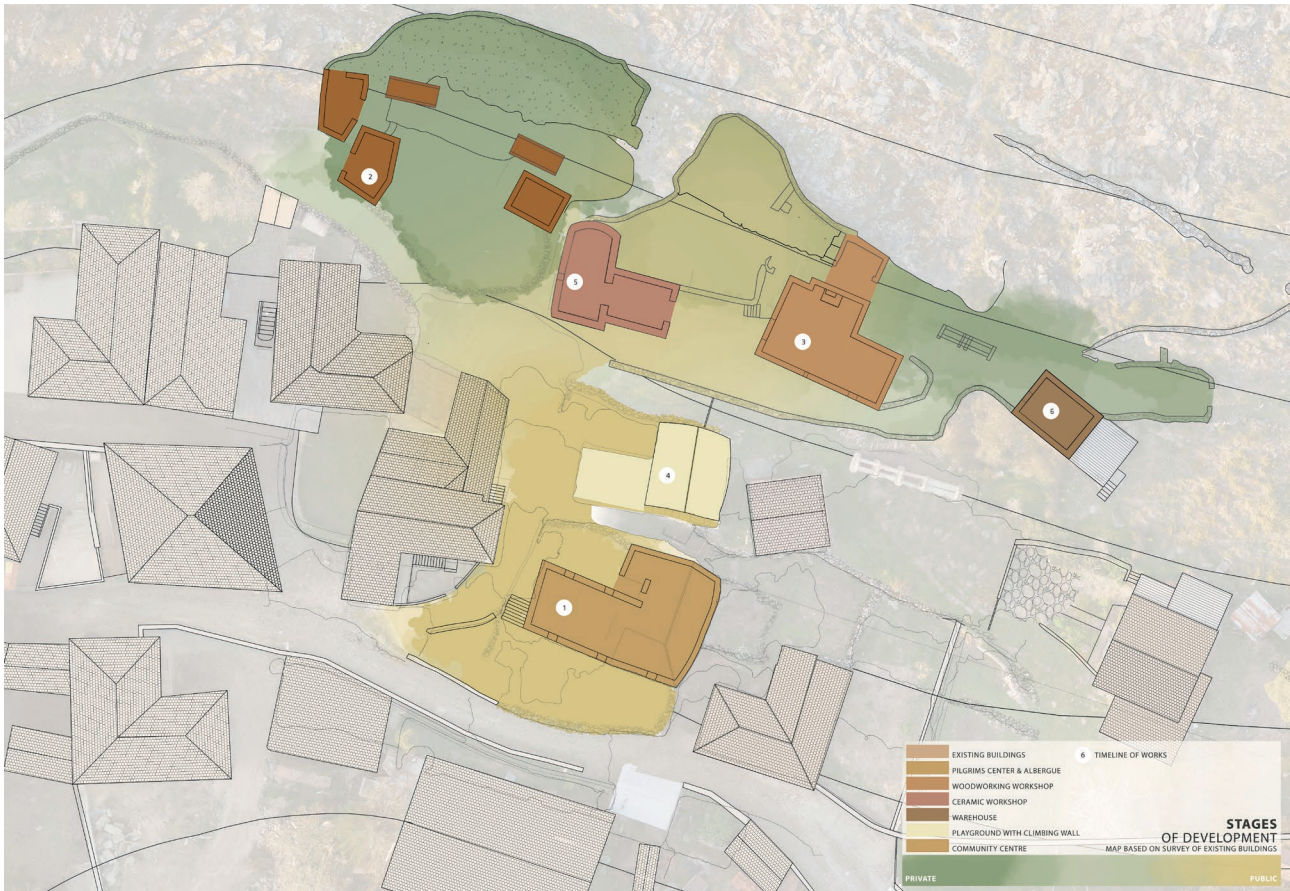 2
5
3
6
4
1
EXISTING BUILDINGS
6 TIMELINE OF WORKS
PILGRIMS CENTER & ALBERGUE
WOODWORKING WORKSHOP
CERAMIC WORKSHOP
WAREHOUSE
PLAYGROUND WITH CLIMBING WALL
COMMUNITY CENTRE
STAGES
OF DEVELOPMENT
MAP BASED ON SURVEY OF EXISTING BUILDINGS
PRIVATE
PUBLIC